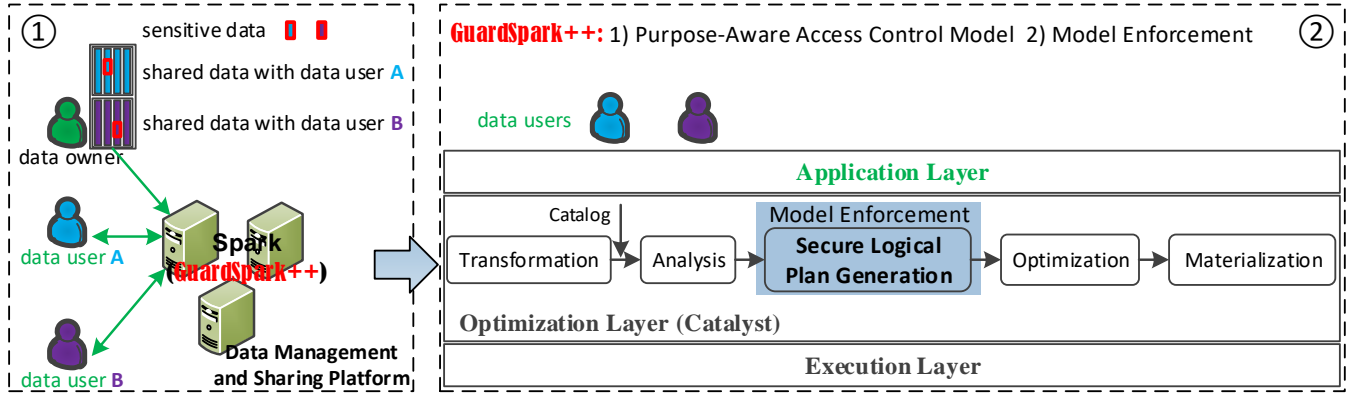 ①
sensitive data
shared data with data user A
shared data with data user B
data owner
data user A
Spark
(GuardSpark++)
data user B
Data Management
and Sharing Platform
GuardSpark++: 1) Purpose-Aware Access Control Model 2) Model Enforcement
②
data users
Application Layer
Catalog
Model Enforcement
Transformation
Analysis
Secure Logical
Plan Generation
Optimization
Materialization
Optimization Layer (Catalyst)
Execution Layer